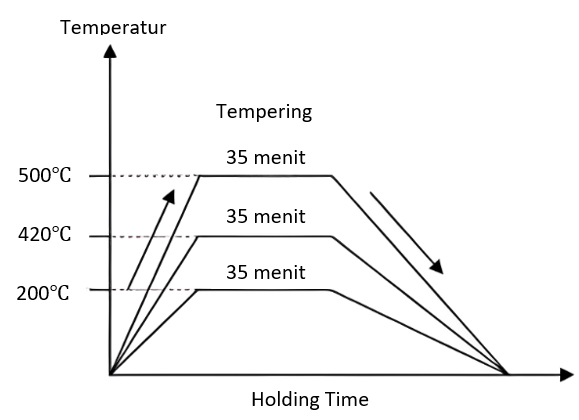 Temperatur
Tempering
35 menit
500°C
35 menit
420°C
35 menit
200°C
Holding Time